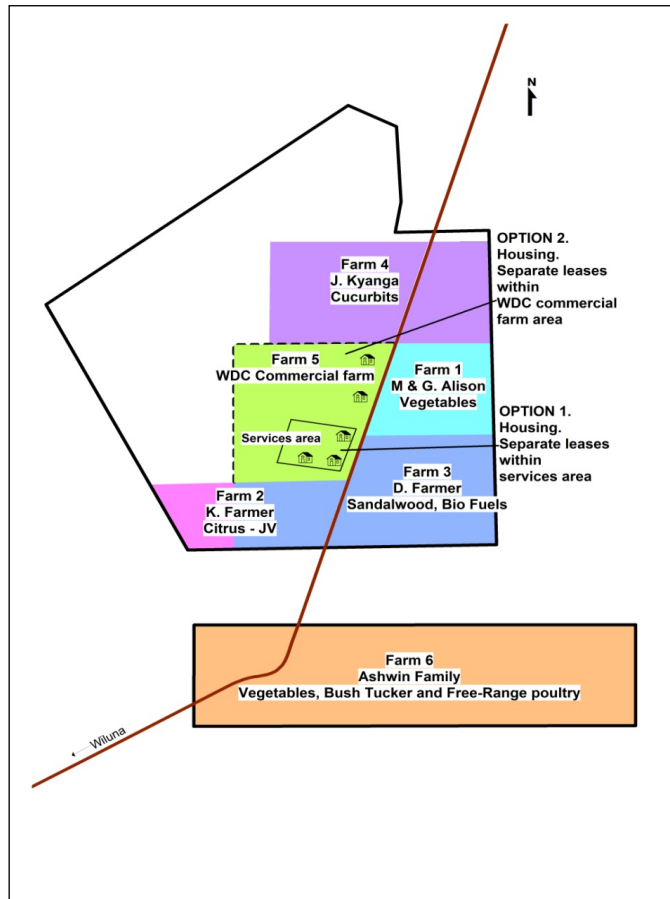 N
OPTION 2.
Housing.
Separate leases
within
WDC commercial
farm area
Farm 4
J. Kyanga
Cucurbits
Farm 5
WDC Commercial farm
Farm 1
M & G. Alison
Vegetables
OPTION 1.
Housing.
Separate leases
within
services area
Services area
Farm 3
D. Farmer
Sandalwood, Bio Fuels
Farm 2
K. Farmer
Citrus - JV
Farm 6
Ashwin Family
Vegetables, Bush Tucker and Free-Range poultry
Wiluna